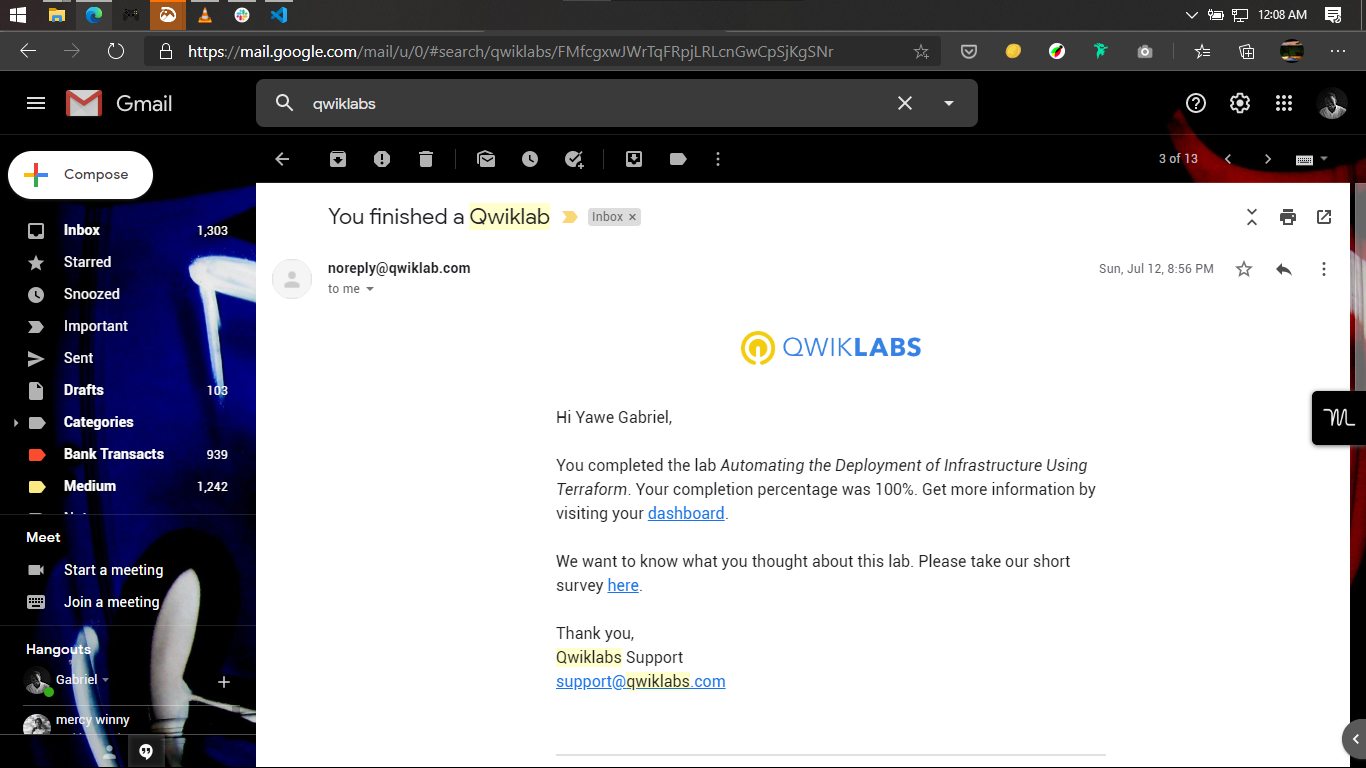 12:08 AM
https://mail.google.com/mail/u/0/#search/qwiklabs/FMfcgxwJWrTqFRpjLRLcnGwCpSjKgSNr
Gmail
qwiklabs
Compose
3 of 13
Inbox 1,303
Starred
Snoozed
Important
Sent
Drafts 103
Categories
Bank Transacts 939
Medium 1,242
Meet
Start a meeting
Join a meeting
Hangouts
Gabriel
mercy winny
You finished a Qwiklab Inbox
noreply@qwiklab.com Sun, Jul 12, 8:56 PM
to me
QWIKLABS
Hi Yawe Gabriel,
You completed the lab Automating the Deployment of Infrastructure Using
Terraform. Your completion percentage was 100%. Get more information by
visiting your dashboard.
We want to know what you thought about this lab. Please take our short
survey here.
Thank you,
Qwiklabs Support
support@qwiklabs.com